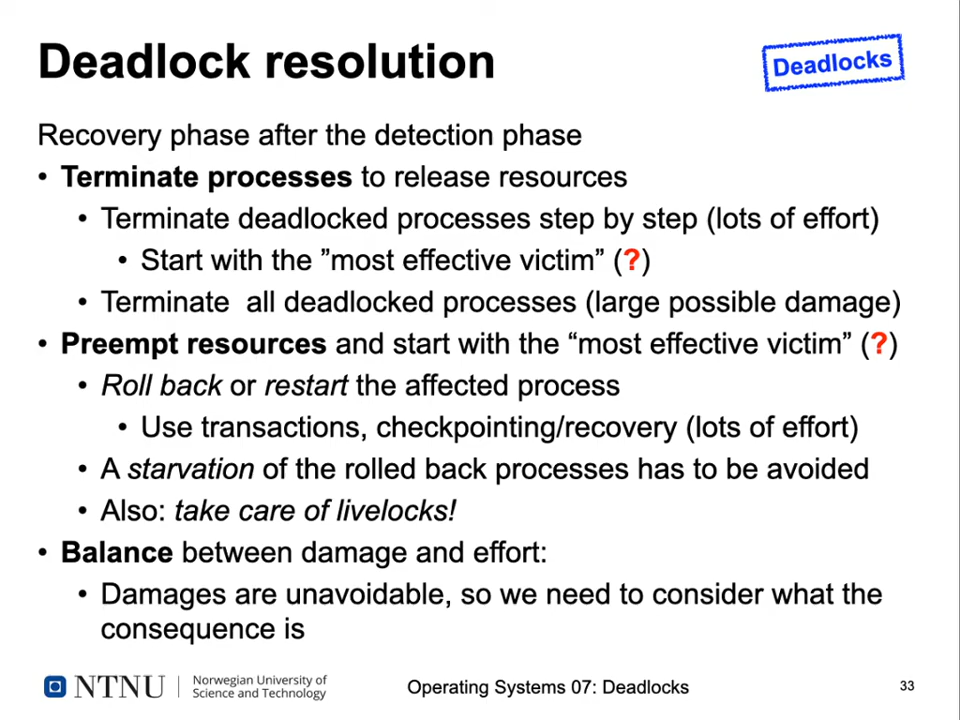 Deadlock resolution
Deadlocks
Recovery phase after the detection phase
• Terminate processes to release resources
• Terminate deadlocked processes step by step (lots of effort)
• Start with the ”most effective victim” (?)
• Terminate  all deadlocked processes (large possible damage)
• Preempt resources and start with the “most effective victim” (?)
• Roll back or restart the affected process
• Use transactions, checkpointing/recovery (lots of effort)
• A starvation of the rolled back processes has to be avoided
• Also: take care of livelocks!
• Balance between damage and effort:
• Damages are unavoidable, so we need to consider what the
consequence is
NTNU
Norwegian University of
Science and Technology
Operating Systems 07: Deadlocks
33